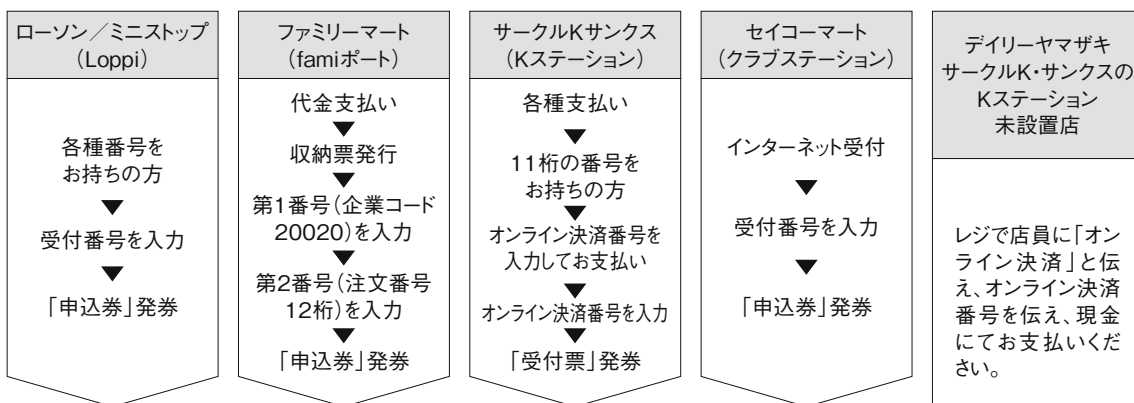 ローソン／ミニストップ
（Loppi）
各種番号を
お持ちの方
▼
受付番号を入力
▼
「申込券」発券
ファミリーマート
（famiポート）
代金支払い
▼
収納票発行
▼
第1番号（企業コード
20020）を入力
▼
第2番号（注文番号
12桁）を入力
▼
「申込券」発券
サークルKサンクス
（Kステーション）
各種支払い
▼
11桁の番号を
お持ちの方
▼
オンライン決済番号を
入力してお支払い
▼
オンライン決済番号を入力
▼
「受付票」発券
セイコーマート
（クラブステーション）
インターネット受付
▼
受付番号を入力
▼
「申込券」発券
デイリーヤマザキ
サークルK・サンクスの
Kステーション
未設置店
レジで店員に「オン
ライン決済」と伝
え、オンライン決済
番号を伝え、現金
にてお支払いくだ
さい。